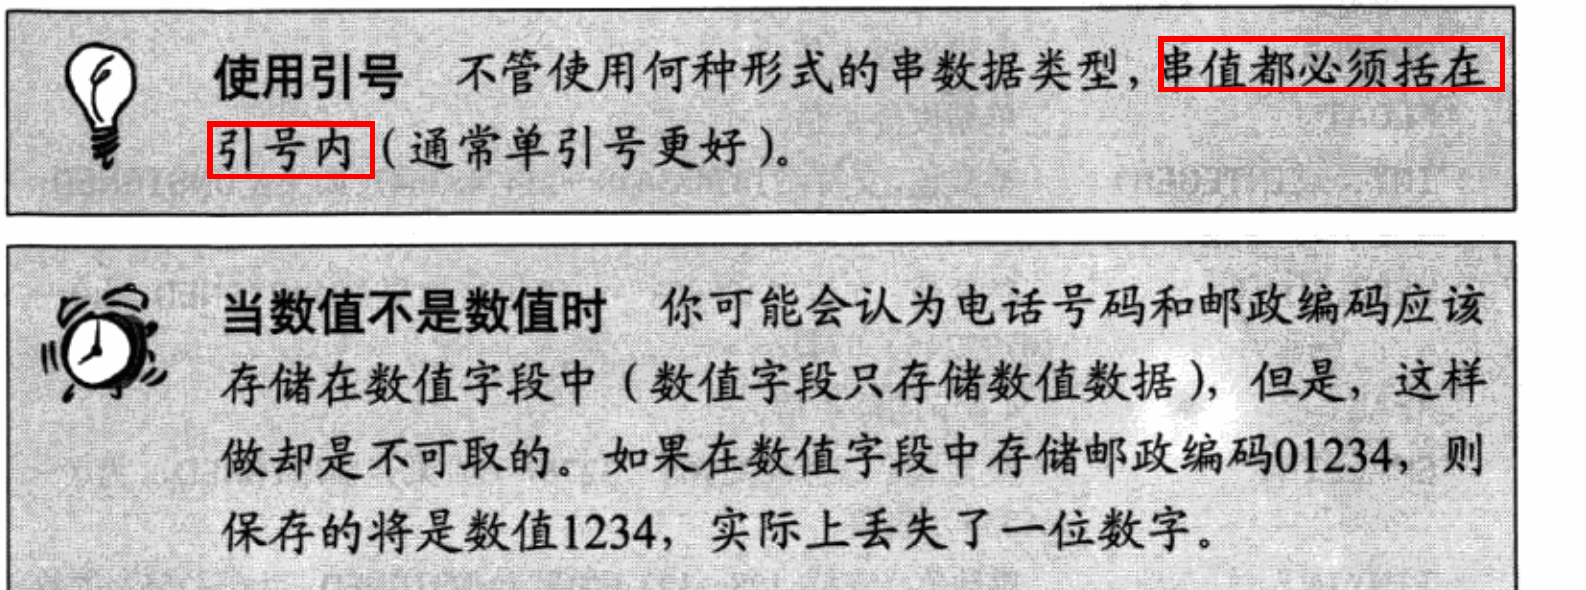 使用引号 不管使用何种形式的串数据类型，串值都必须括在
引号内（通常单引号更好）。
当数值不是数值时 你可能会认为电话号码和邮政编码应该
存储在数值字段中（数值字段只存储数值数据），但是，这样
做却是不可取的。如果在数值字段中存储邮政编码01234，则
保存的将是数值1234，实际上丢失了一位数字。